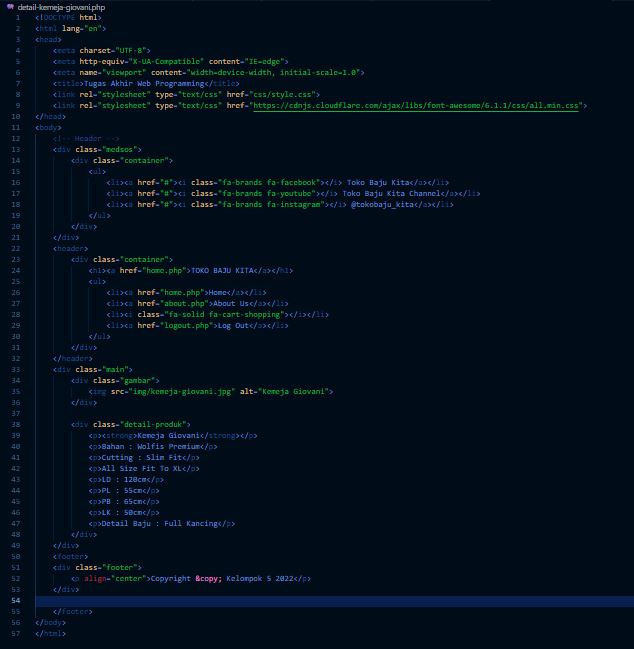 detail-kemeja-giovani.php
1 <!DOCTYPE html>
2 <html lang="en">
3 <head>
4 <meta charset="UTF-8">
5 <meta http-equiv="X-UA-Compatible" content="IE=edge">
6 <meta name="viewport" content="width=device-width, initial-scale=1.0">
7 <title>Tugas Akhir Web Programming</title>
8 <link rel="stylesheet" type="text/css" href="css/style.css">
9 <link rel="stylesheet" type="text/css" href="https://cdnjs.cloudflare.com/ajax/libs/font-awesome/6.1.1/css/all.min.css">
10 </head>
11 <body>
12 <!-- Header -->
13 <div class="medsos">
14 <div class="container">
15 <ul>
16 <li><a href="#"><i class="fa-brands fa-facebook"></i> Toko Baju Kita</a></li>
17 <li><a href="#"><i class="fa-brands fa-youtube"></i> Toko Baju Kita Channel</a></li>
18 <li><a href="#"><i class="fa-brands fa-instagram"></i> @tokobaju_kita</a></li>
19 </ul>
20 </div>
21 </div>
22 <header>
23 <div class="container">
24 <h1><a href="home.php">TOKO BAJU KITA</a></h1>
25 <ul>
26 <li><a href="home.php">Home</a></li>
27 <li><a href="about.php">About Us</a></li>
28 <li><i class="fa-solid fa-cart-shopping"></i></li>
29 <li><a href="logout.php">Log Out</a></li>
30 </ul>
31 </div>
32 </header>
33 <div class="main">
34 <div class="gambar">
35 <img src="img/kemeja-giovani.jpg" alt="Kemeja Giovani">
36 </div>
37
38 <div class="detail-produk">
39 <p><strong>Kemeja Giovani</strong></p>
40 <p>Bahan : Wolfis Premium</p>
41 <p>Cutting : Slim Fit</p>
42 <p>All Size Fit To XL</p>
43 <p>LD : 120cm</p>
44 <p>PL : 55cm</p>
45 <p>PB : 65cm</p>
46 <p>LK : 50cm</p>
47 <p>Detail Baju : Full Kancing</p>
48 </div>
49 </div>
50 <footer>
51 <div class="footer">
52 <p align="center">Copyright &copy; Kelompok 5 2022</p>
53 </div>
54
55 </footer>
56 </body>
57 </html>